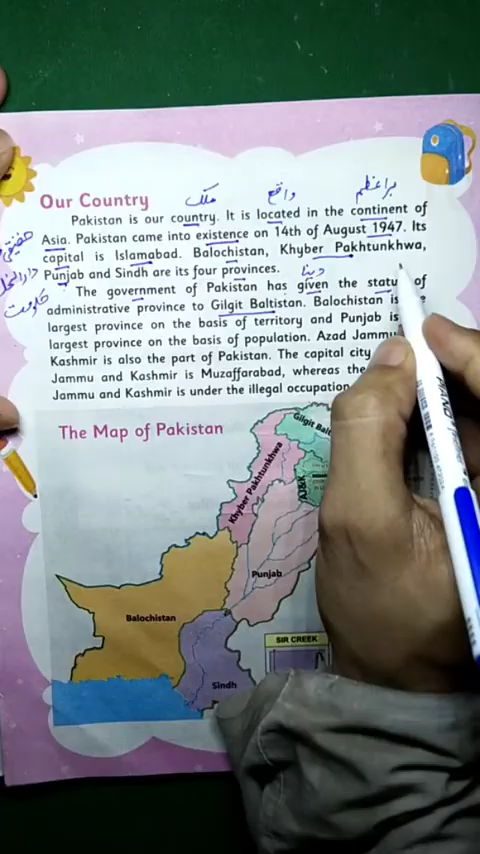 Our Country
ملک واقع براعظم
Pakistan is our country. It is located in the continent of
Asia. Pakistan came into existence on 14th of August 1947. Its
capital is Islamabad. Balochistan, Khyber Pakhtunkhwa,
Punjab and Sindh are its four provinces.
دینا
The government of Pakistan has given the status of
حکومت
administrative province to Gilgit Baltistan. Balochistan is
largest province on the basis of territory and Punjab is
largest province on the basis of population. Azad Jammu
Kashmir is also the part of Pakistan. The capital city
Jammu and Kashmir is Muzaffarabad, whereas the
Jammu and Kashmir is under the illegal occupation
The Map of Pakistan
Gilgit
Khyber Pakhtunkhwa
AJ&K
Punjab
Balochistan
SIR CREEK
Sindh